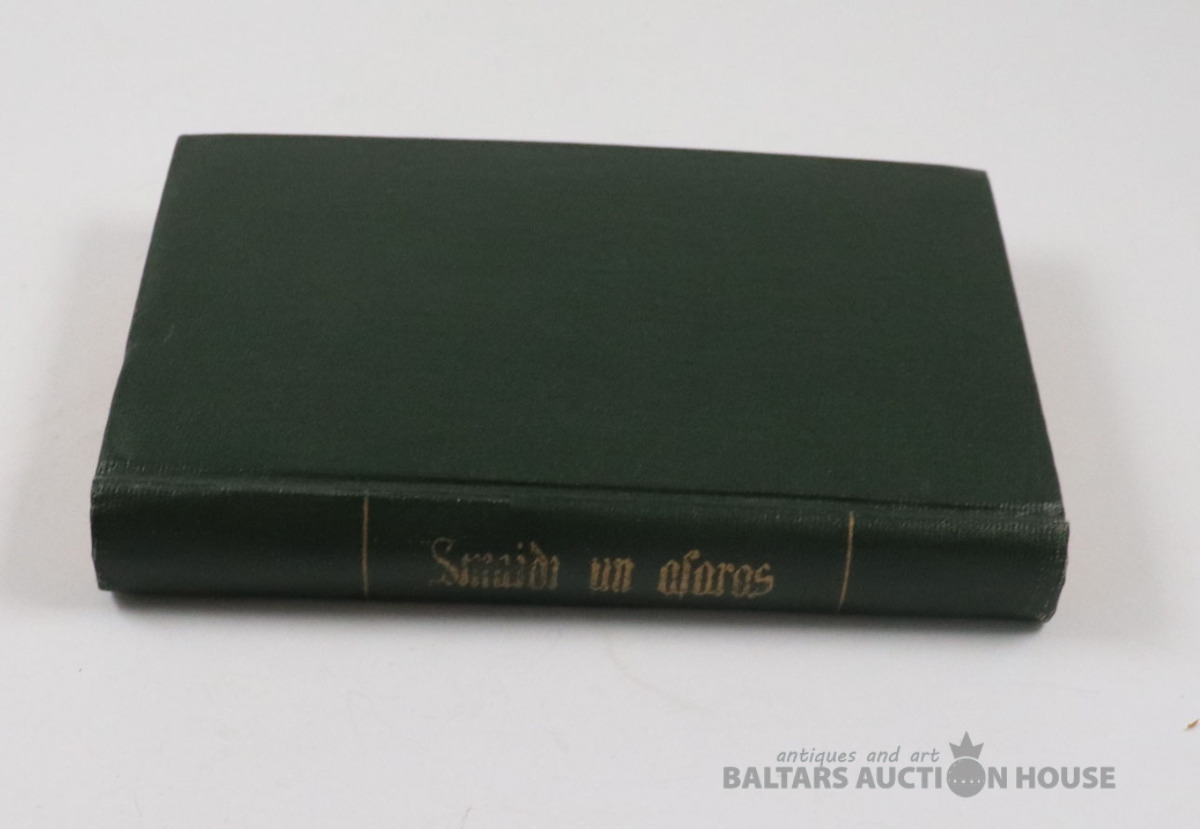 Smaidi un aſaras
antiques and art
BALTARS AUCTION HOUSE